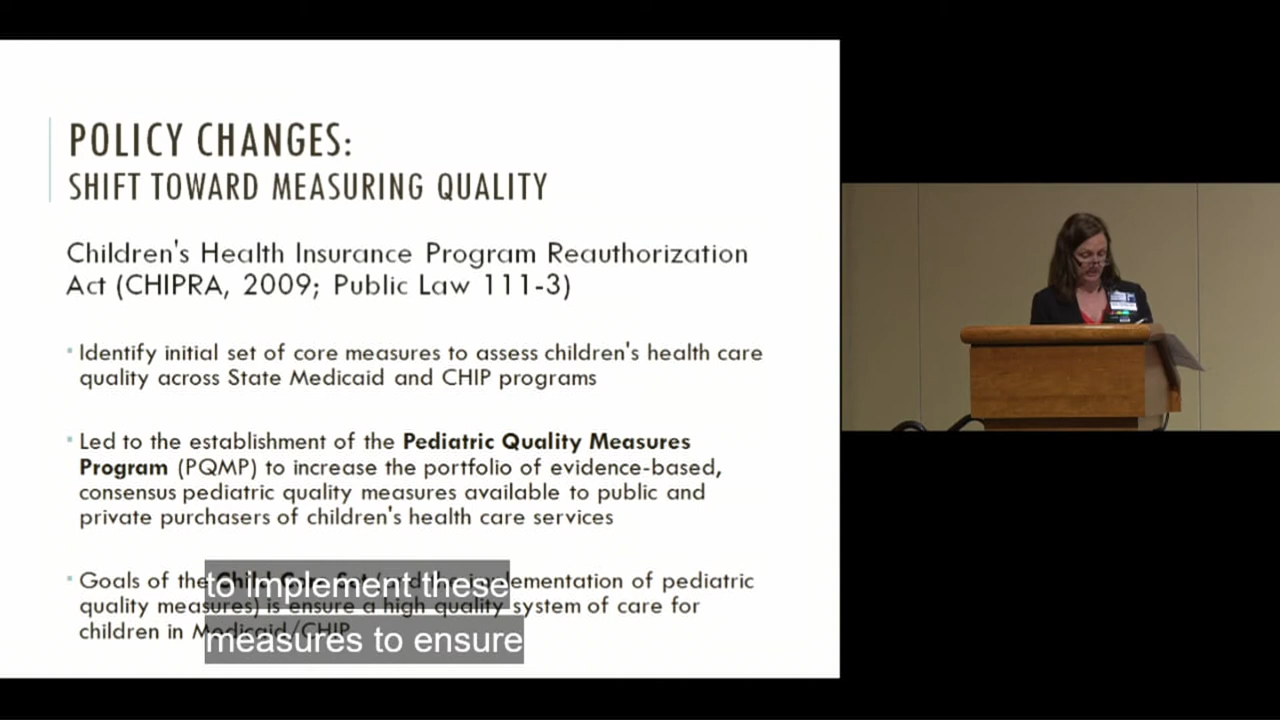 POLICY CHANGES:
SHIFT TOWARD MEASURING QUALITY
Children's Health Insurance Program Reauthorization
Act (CHIPRA, 2009; Public Law 111-3)
Identify initial set of core measures to assess children's health care
quality across State Medicaid and CHIP programs
Led to the establishment of the Pediatric Quality Measures
Program (PQMP) to increase the portfolio of evidence-based,
consensus pediatric quality measures available to public and
private purchasers of children's health care services
Goals of the implementation of pediatric
quality measures) is ensure a high quality system of care for
children in Medicaid/CHIP
to implement these
measures to ensure